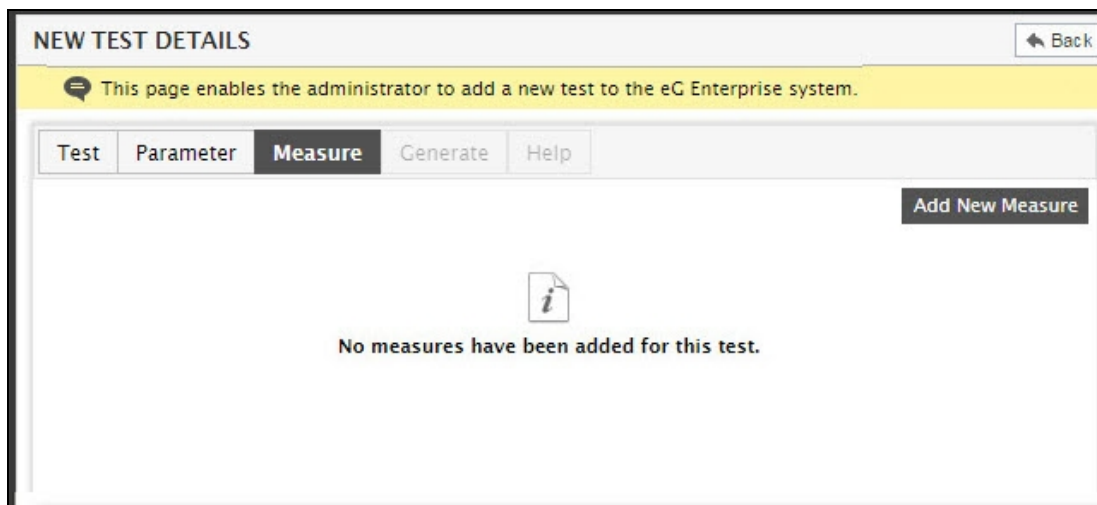 NEW TEST DETAILS
Back
This page enables the administrator to add a new test to the eG Enterprise system.
Test Parameter Measure Generate Help
Add New Measure
i
No measures have been added for this test.